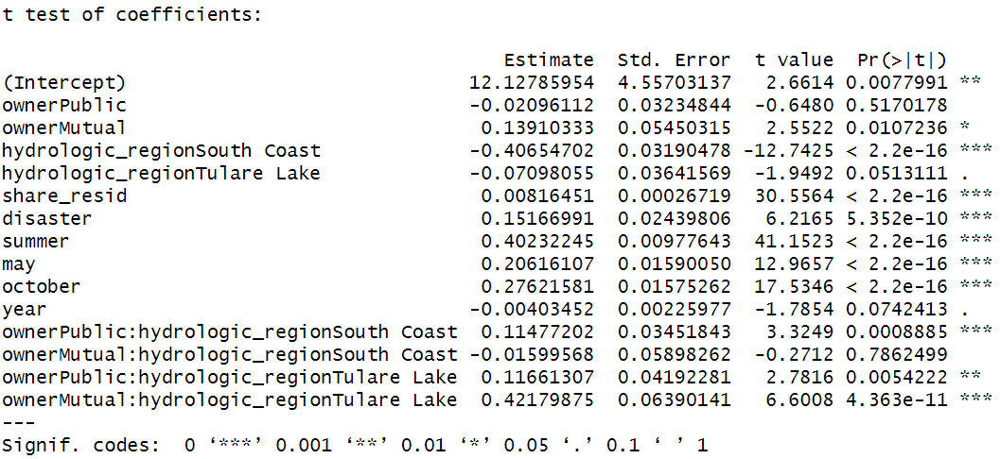 t test of coefficients:
Estimate Std. Error t value Pr(>|t|)
(Intercept) 12.12785954 4.55703137 2.6614 0.0077991 **
ownerPublic -0.02096112 0.03234844 -0.6480 0.5170178
ownerMutual 0.13910333 0.05450315 2.5522 0.0107236 *
hydrologic_regionSouth Coast -0.40654702 0.03190478 -12.7425 < 2.2e-16 ***
hydrologic_regionTulare Lake -0.07098055 0.03641569 -1.9492 0.0513111 .
share_resid 0.00816451 0.00026719 30.5564 < 2.2e-16 ***
disaster 0.15166991 0.02439806 6.2165 5.352e-10 ***
summer 0.40232245 0.00977643 41.1523 < 2.2e-16 ***
may 0.20616107 0.01590050 12.9657 < 2.2e-16 ***
october 0.27621581 0.01575262 17.5346 < 2.2e-16 ***
year -0.00403452 0.00225977 -1.7854 0.0742413 .
ownerPublic:hydrologic_regionSouth Coast 0.11477202 0.03451843 3.3249 0.0008885 ***
ownerMutual:hydrologic_regionSouth Coast -0.01599568 0.05898262 -0.2712 0.7862499
ownerPublic:hydrologic_regionTulare Lake 0.11661307 0.04192281 2.7816 0.0054222 **
ownerMutual:hydrologic_regionTulare Lake 0.42179875 0.06390141 6.6008 4.363e-11 ***
---
Signif. codes: 0 ‘***’ 0.001 ‘**’ 0.01 ‘*’ 0.05 ‘.’ 0.1 ‘ ’ 1